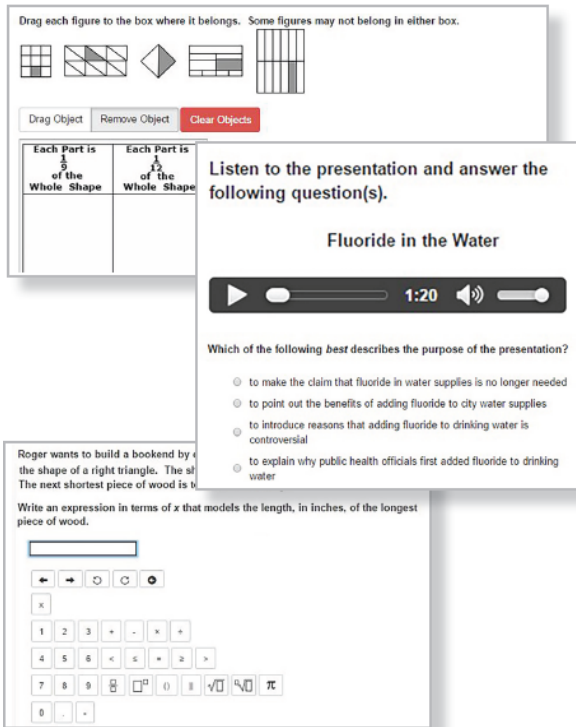 Drag each figure to the box where it belongs. Some figures may not belong in either box.
Drag Object Remove Object Clear Objects
Each Part is
1
9
of the
Whole Shape
Each Part is
1
12
of the
Whole Shape
Listen to the presentation and answer the
following question(s).
Fluoride in the Water
1:20
Which of the following best describes the purpose of the presentation?
to make the claim that fluoride in water supplies is no longer needed
to point out the benefits of adding fluoride to city water supplies
to introduce reasons that adding fluoride to drinking water is
controversial
to explain why public health officials first added fluoride to drinking
water
Roger wants to build a bookend by
the shape of a right triangle. The
The next shortest piece of wood is
Write an expression in terms of x that models the length, in inches, of the longest
piece of wood.
x
1 2 3 + - × ÷
4 5 6 < ≤ = ≥ >
7 8 9 () || √ π
0 . -